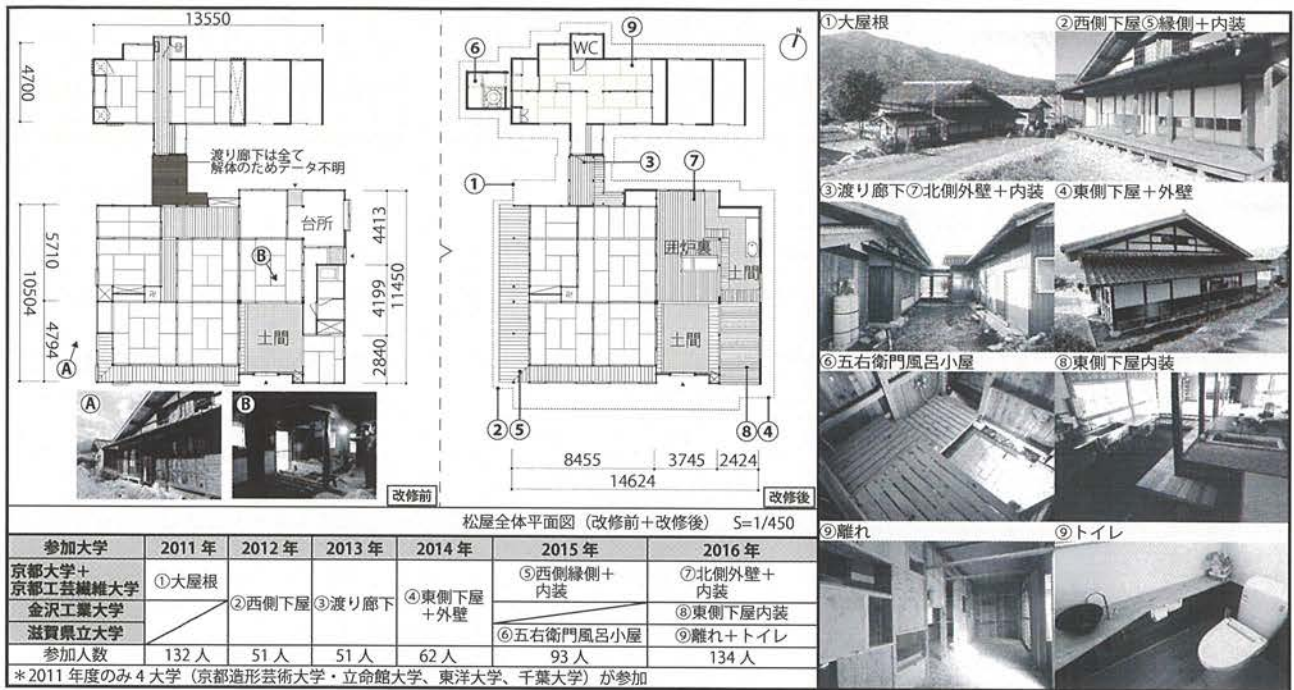 13550
4700
渡り廊下は全て
解体のためデータ不明
台所
Ⓑ
土間
5710
10504
4794
4413
4199
11450
2840
Ⓐ
Ⓐ
Ⓑ
改修前
⑥
WC
⑨
N
③
⑦
①
囲炉裏
土間
土間
②⑤
⑧④
8455
3745
2424
14624
改修後
松屋全体平面図（改修前+改修後） S=1/450
参加大学 2011年 2012年 2013年 2014年 2015年 2016年
京都大学+
京都工芸繊維大学
金沢工業大学
滋賀県立大学
①大屋根
②西側下屋
③渡り廊下
④東側下屋
+外壁
⑤西側縁側+
内装
⑥五右衛門風呂小屋
⑦北側外壁+
内装
⑧東側下屋内装
⑨離れ+トイレ
参加人数 132人 51人 51人 62人 93人 134人
*2011年度のみ4大学（京都造形芸術大学・立命館大学、東洋大学、千葉大学）が参加
①大屋根
②西側下屋⑤縁側+内装
③渡り廊下⑦北側外壁+内装
④東側下屋+外壁
⑥五右衛門風呂小屋
⑧東側下屋内装
⑨離れ
⑨トイレ